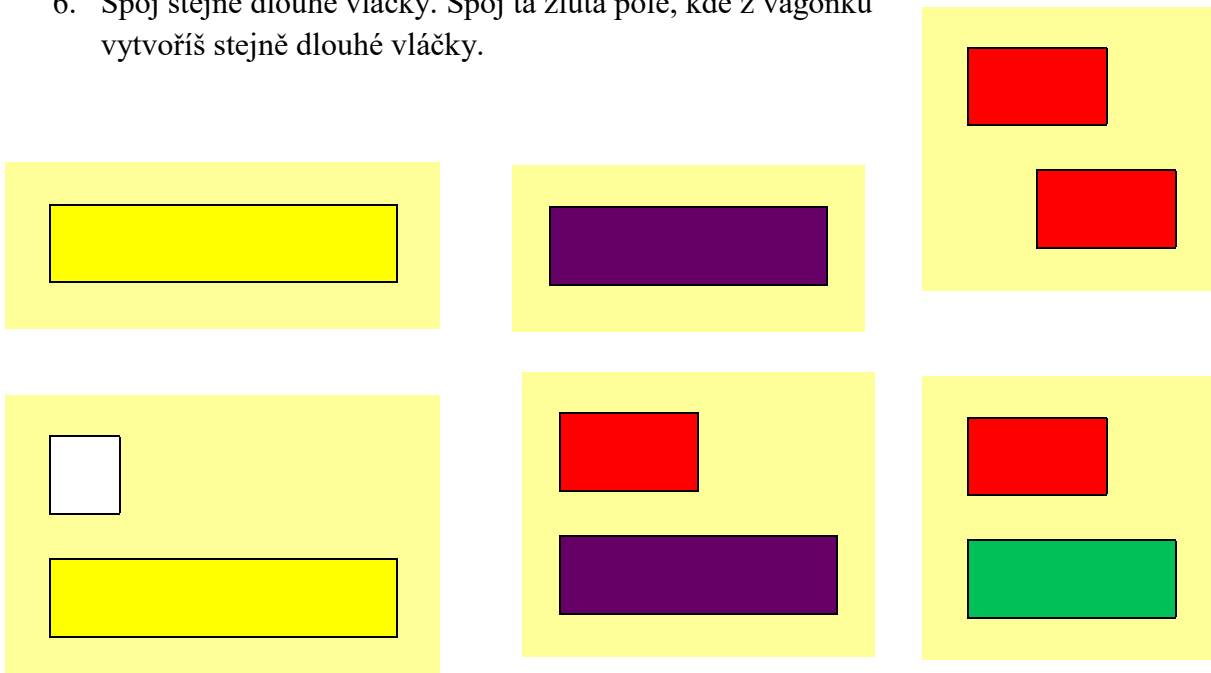 6. Spoj stejně dlouhé vláčky. Spoj ta žlutá pole, kde z vagónků
vytvoříš stejně dlouhé vláčky.